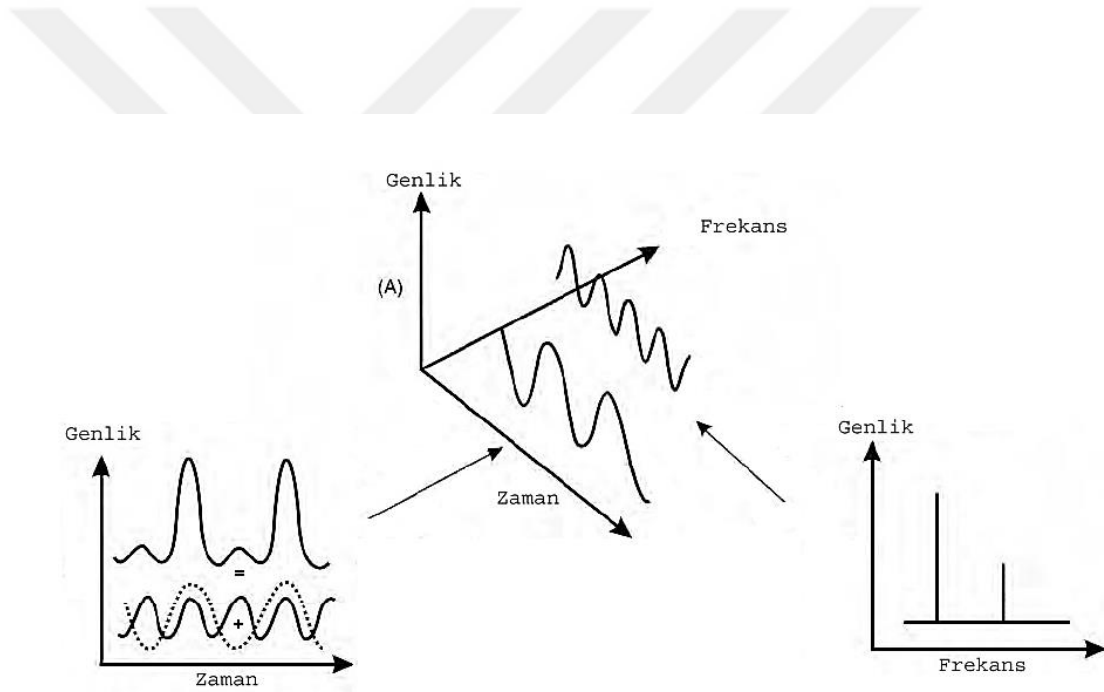 Genlik
Frekans
(A)
Zaman
Genlik
=
+
Zaman
Genlik
Frekans